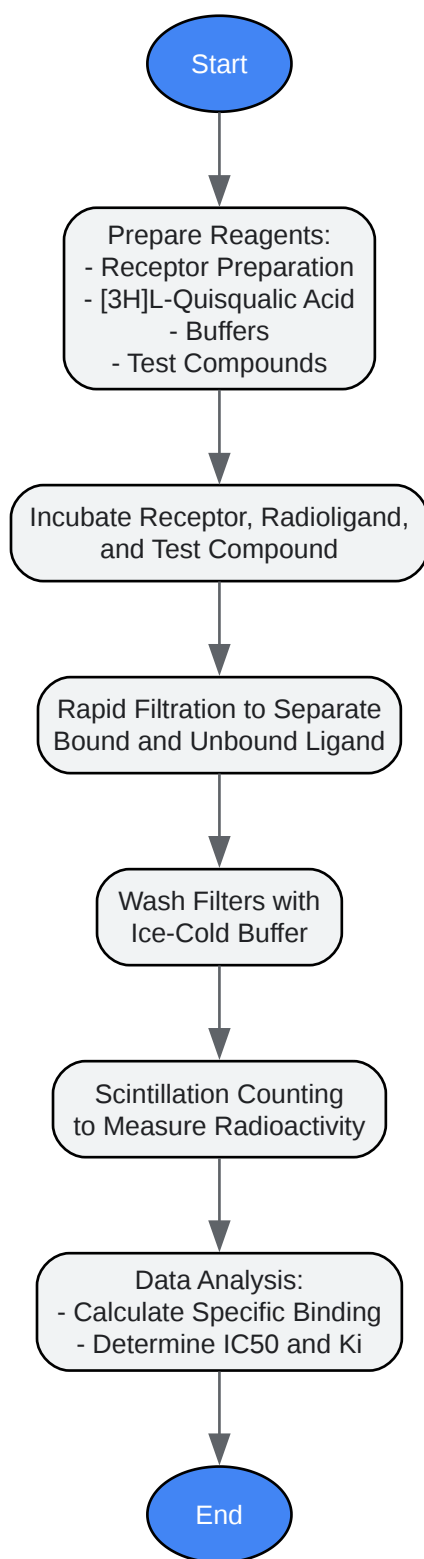 Start
Prepare Reagents:
- Receptor Preparation
- [3H]L-Quisqualic Acid
- Buffers
- Test Compounds
Incubate Receptor, Radioligand,
and Test Compound
Rapid Filtration to Separate
Bound and Unbound Ligand
Wash Filters with
Ice-Cold Buffer
Scintillation Counting
to Measure Radioactivity
Data Analysis:
- Calculate Specific Binding
- Determine IC50 and Ki
End